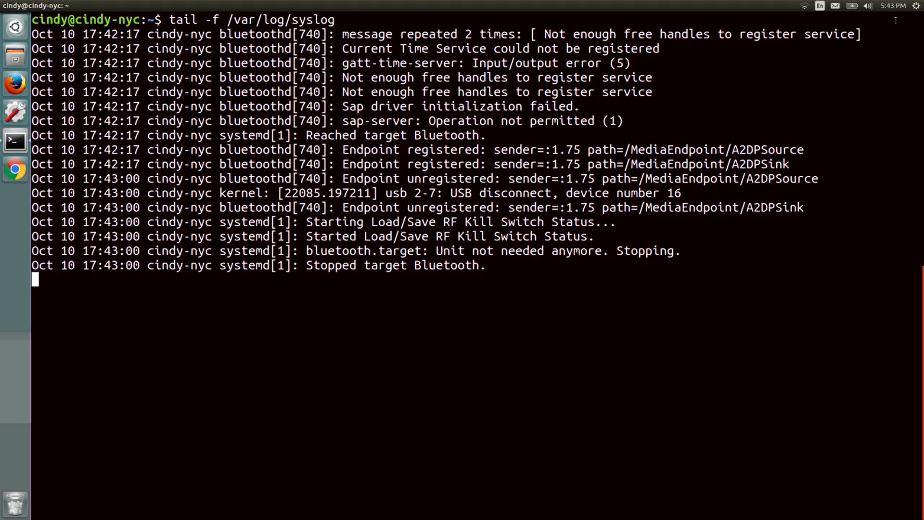 cindy@cindy-nyc: ~
En
5:43 PM
cindy@cindy-nyc:~$ tail -f /var/log/syslog
Oct 10 17:42:17 cindy-nyc bluetoothd[740]: message repeated 2 times: [ Not enough free handles to register service]
Oct 10 17:42:17 cindy-nyc bluetoothd[740]: Current Time Service could not be registered
Oct 10 17:42:17 cindy-nyc bluetoothd[740]: gatt-time-server: Input/output error (5)
Oct 10 17:42:17 cindy-nyc bluetoothd[740]: Not enough free handles to register service
Oct 10 17:42:17 cindy-nyc bluetoothd[740]: Not enough free handles to register service
Oct 10 17:42:17 cindy-nyc bluetoothd[740]: Sap driver initialization failed.
Oct 10 17:42:17 cindy-nyc bluetoothd[740]: sap-server: Operation not permitted (1)
Oct 10 17:42:17 cindy-nyc systemd[1]: Reached target Bluetooth.
Oct 10 17:42:17 cindy-nyc bluetoothd[740]: Endpoint registered: sender=:1.75 path=/MediaEndpoint/A2DPSource
Oct 10 17:42:17 cindy-nyc bluetoothd[740]: Endpoint registered: sender=:1.75 path=/MediaEndpoint/A2DPSink
Oct 10 17:43:00 cindy-nyc bluetoothd[740]: Endpoint unregistered: sender=:1.75 path=/MediaEndpoint/A2DPSource
Oct 10 17:43:00 cindy-nyc kernel: [22085.197211] usb 2-7: USB disconnect, device number 16
Oct 10 17:43:00 cindy-nyc bluetoothd[740]: Endpoint unregistered: sender=:1.75 path=/MediaEndpoint/A2DPSink
Oct 10 17:43:00 cindy-nyc systemd[1]: Starting Load/Save RF Kill Switch Status...
Oct 10 17:43:00 cindy-nyc systemd[1]: Started Load/Save RF Kill Switch Status.
Oct 10 17:43:00 cindy-nyc systemd[1]: bluetooth.target: Unit not needed anymore. Stopping.
Oct 10 17:43:00 cindy-nyc systemd[1]: Stopped target Bluetooth.